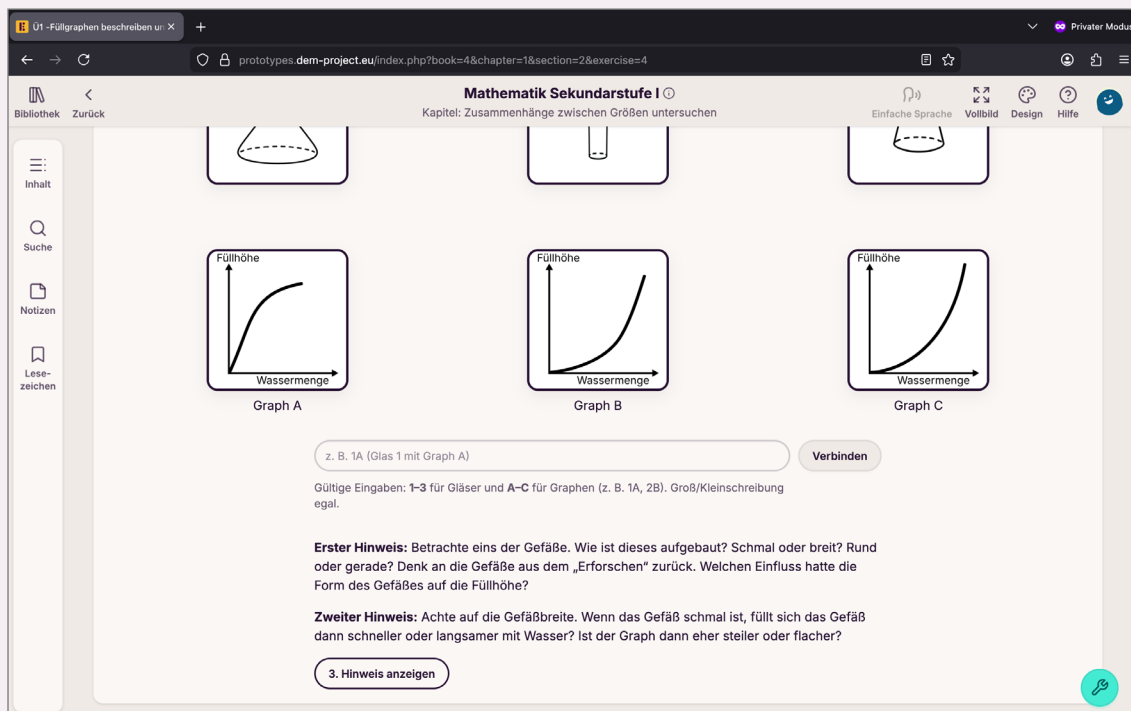 Ü1 -Füllgraphen beschreiben un
Privater Modus
prototypes.dem-project.eu/index.php?book=4&chapter=1&section=2&exercise=4
Bibliothek
Zurück
Mathematik Sekundarstufe I
Kapitel: Zusammenhänge zwischen Größen untersuchen
Einfache Sprache
Vollbild
Design
Hilfe
Inhalt
Suche
Notizen
Lese-
zeichen
Füllhöhe
Wassermenge
Graph A
Füllhöhe
Wassermenge
Graph B
Füllhöhe
Wassermenge
Graph C
z. B. 1A (Glas 1 mit Graph A)
Verbinden
Gültige Eingaben: 1–3 für Gläser und A–C für Graphen (z. B. 1A, 2B). Groß/Kleinschreibung
egal.
Erster Hinweis: Betrachte eins der Gefäße. Wie ist dieses aufgebaut? Schmal oder breit? Rund
oder gerade? Denk an die Gefäße aus dem „Erforschen“ zurück. Welchen Einfluss hatte die
Form des Gefäßes auf die Füllhöhe?
Zweiter Hinweis: Achte auf die Gefäßbreite. Wenn das Gefäß schmal ist, füllt sich das Gefäß
dann schneller oder langsamer mit Wasser? Ist der Graph dann eher steiler oder flacher?
3. Hinweis anzeigen